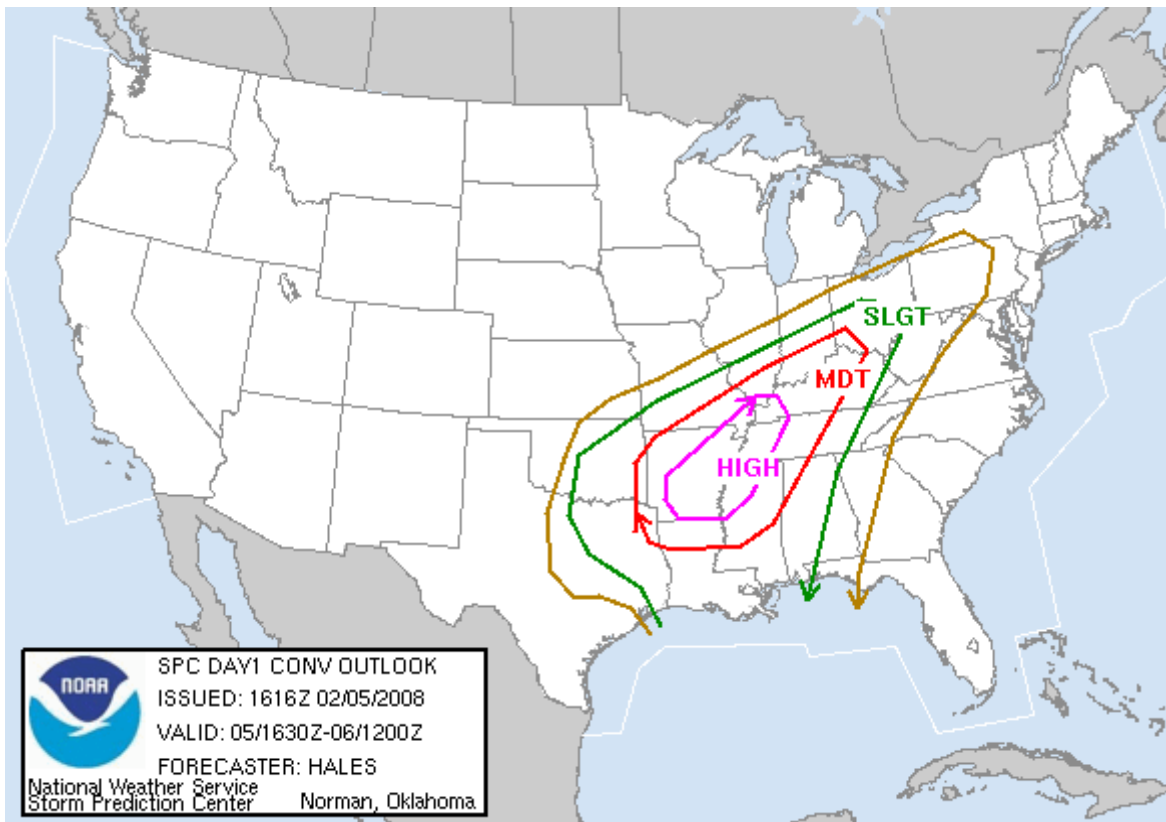 SLGT
MDT
HIGH
NOAA
SPC DAY1 CONV OUTLOOK
ISSUED: 1616Z 02/05/2008
VALID: 05/1630Z-06/1200Z
FORECASTER: HALES
National Weather Service
Storm Prediction Center Norman, Oklahoma